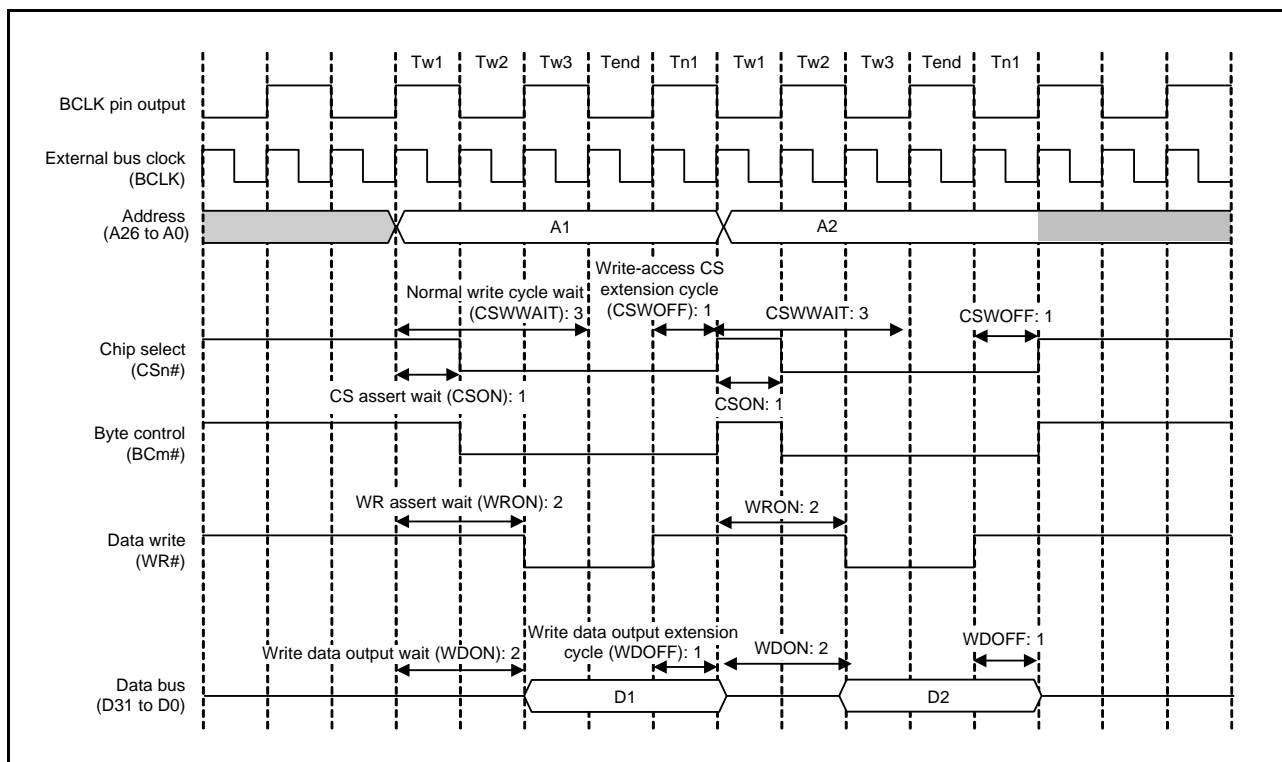 Tw1 Tw2 Tw3 Tend Tn1 Tw1 Tw2 Tw3 Tend Tn1
BCLK pin output
External bus clock
(BCLK)
Address
(A26 to A0)
A1
A2
Write-access CS
extension cycle
(CSWOFF): 1
Normal write cycle wait
(CSWWAIT): 3
CSWWAIT: 3
CSWOFF: 1
Chip select
(CSn#)
CS assert wait (CSON): 1
CSON: 1
Byte control
(BCm#)
WR assert wait (WRON): 2
WRON: 2
Data write
(WR#)
Write data output extension
cycle (WDOFF): 1
Write data output wait (WDON): 2
WDON: 2
WDOFF: 1
Data bus
(D31 to D0)
D1
D2